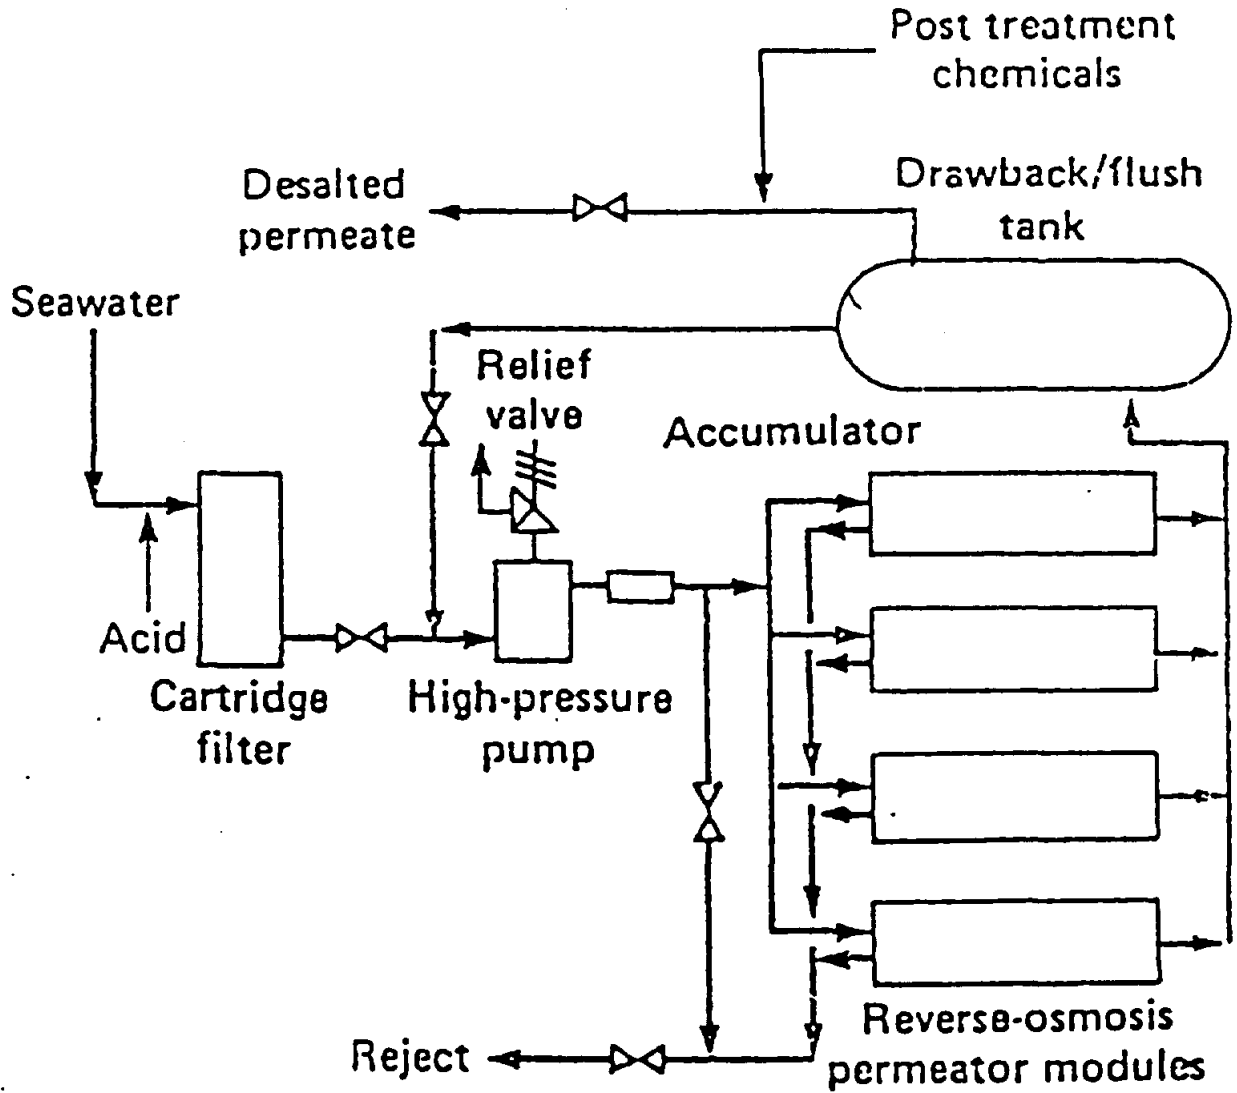 Post treatment
chemicals
Drawback/flush
tank
Desalted
permeate
Seawater
Relief
valve
Accumulator
Acid
Cartridge
filter
High-pressure
pump
Reverse-osmosis
permeator modules
Reject